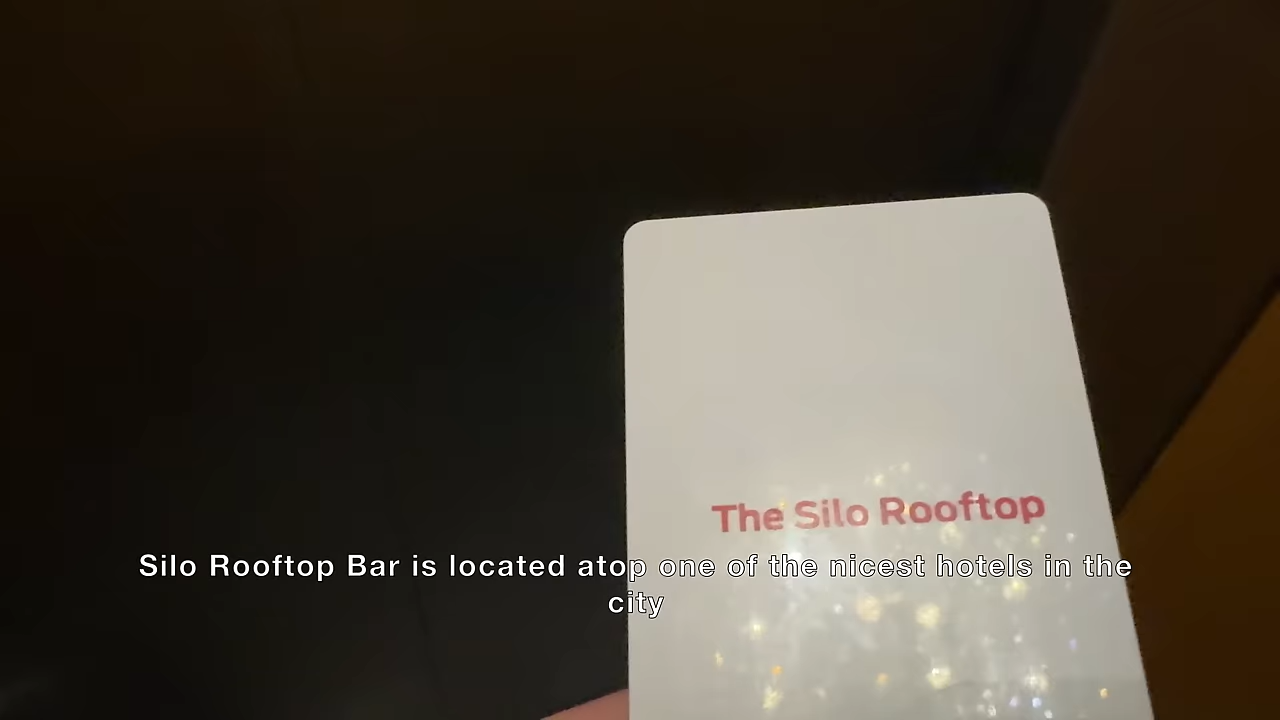 The Silo Rooftop
Silo Rooftop Bar is located atop one of the nicest hotels in the
city